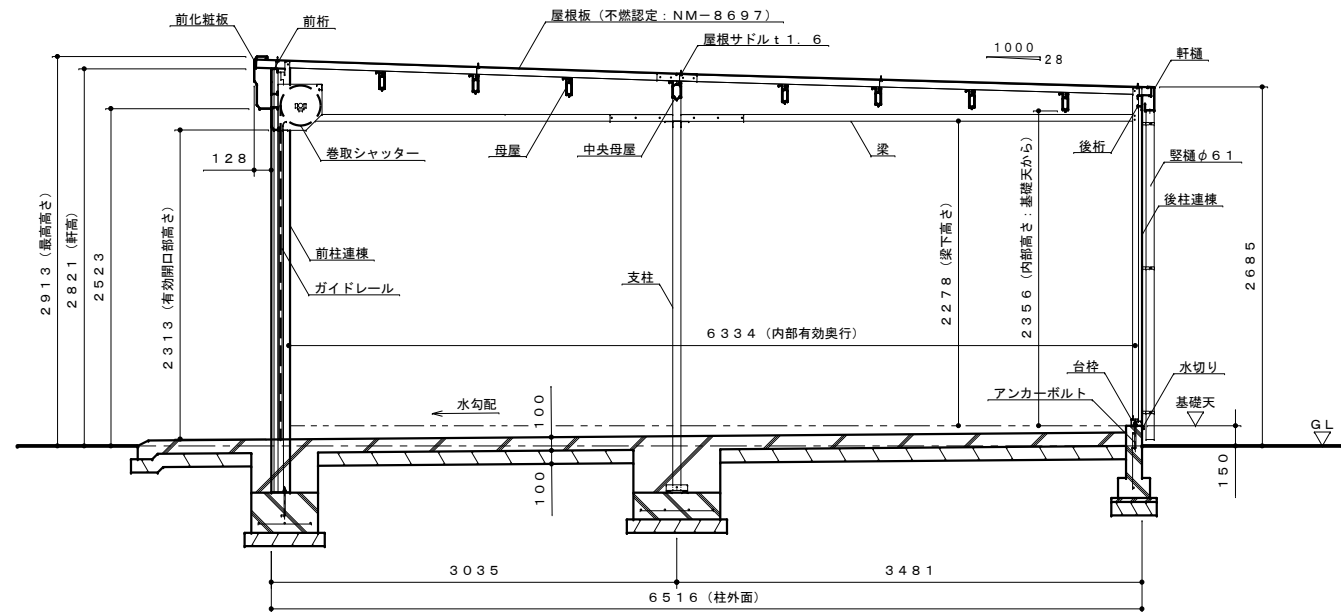 屋根板（不燃認定：NM－8697）
前化粧板
前桁
屋根サドルｔ1．6
1000
28
軒樋
巻取シャッター
母屋
中央母屋
梁
後桁
竪樋φ61
128
後柱連棟
2913（最高高さ）
2821（軒高）
2523
2313（有効開口部高さ）
前柱連棟
ガイドレール
支柱
2278（梁下高さ）
2356（内部高さ：基礎天から）
2685
6334（内部有効奥行）
台枠
水切り
アンカーボルト
基礎天
水勾配
100
GL
100
150
3035
3481
6516（柱外面）